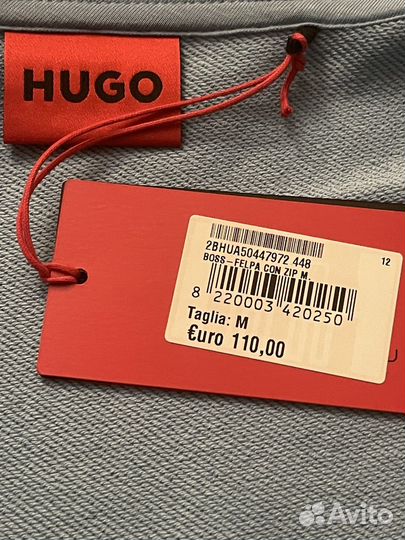 HUGO
2BHUA50447972 448
12
BOSS-FELPA CON ZIP M.
8 220003 420250
Taglia: M
€uro 110,00
Avito